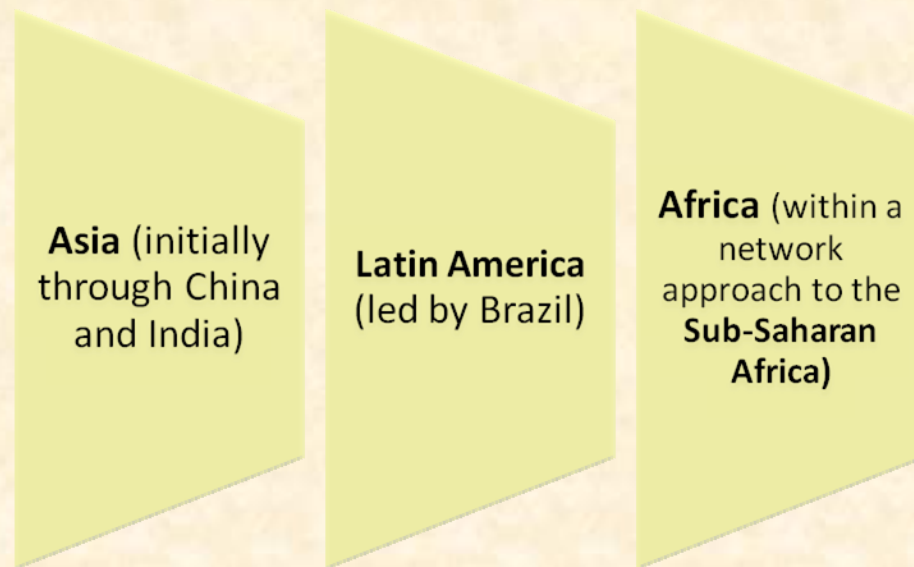 Asia (initially
through China
and India)
Latin America
(led by Brazil)
Africa (within a
network
approach to the
Sub-Saharan
Africa)